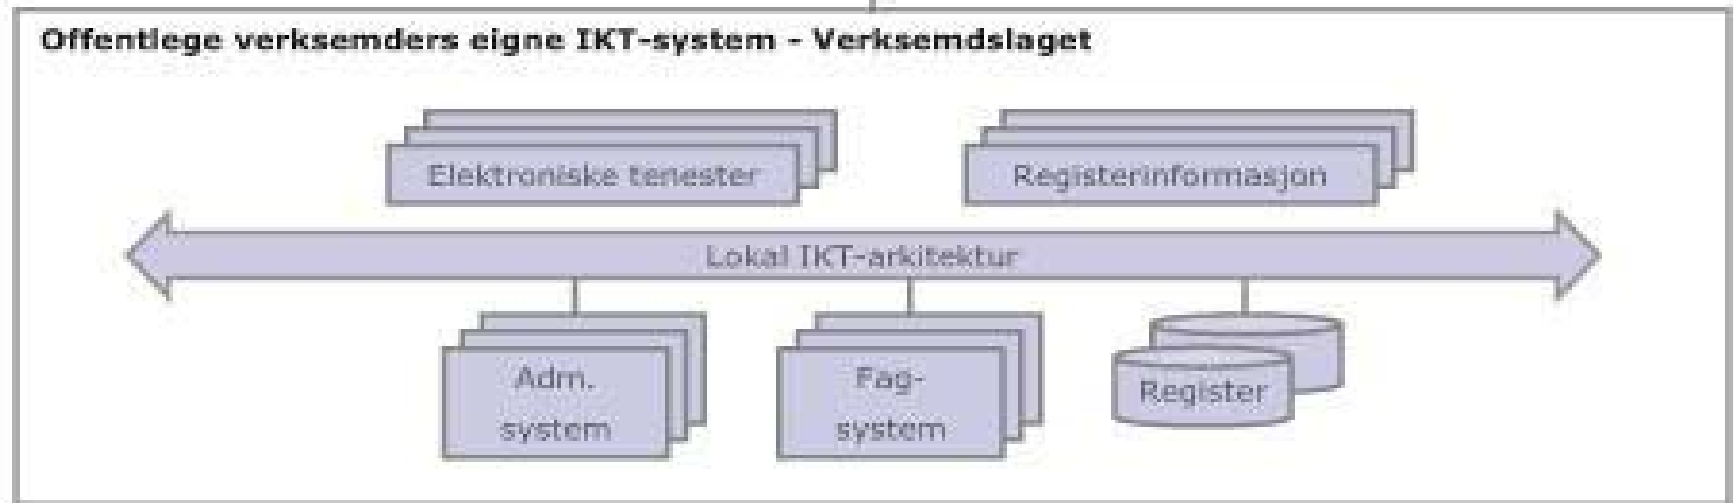 Offentlege verksemders eigne IKT-system - Verksemdslaget
Elektroniske tenester
Registerinformasjon
Lokal IKT-arkitektur
Adm.
system
Fag-
system
Register